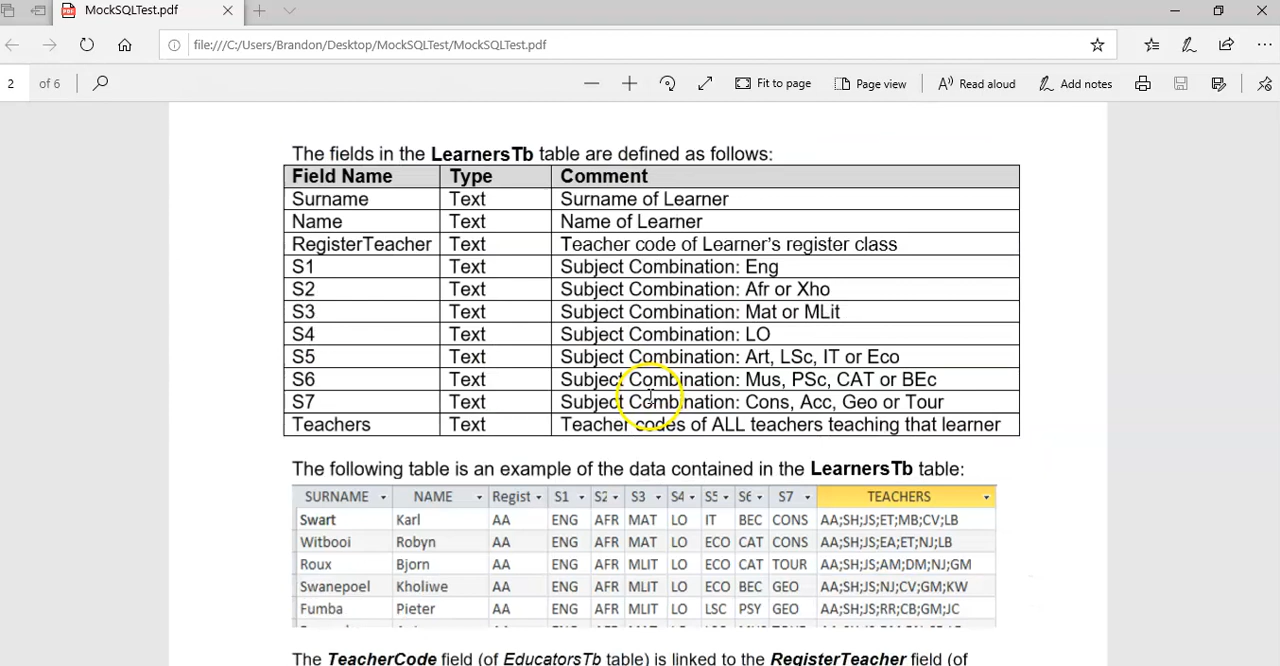 MockSQLTest.pdf
file:///C:/Users/Brandon/Desktop/MockSQLTest/MockSQLTest.pdf
2 of 6 Fit to page Page view Read aloud Add notes
The fields in the LearnersTb table are defined as follows:
Field Name Type Comment
Surname Text Surname of Learner
Name Text Name of Learner
RegisterTeacher Text Teacher code of Learner's register class
S1 Text Subject Combination: Eng
S2 Text Subject Combination: Afr or Xho
S3 Text Subject Combination: Mat or MLit
S4 Text Subject Combination: LO
S5 Text Subject Combination: Art, LSc, IT or Eco
S6 Text Subject Combination: Mus, PSc, CAT or BEc
S7 Text Subject Combination: Cons, Acc, Geo or Tour
Teachers Text Teacher codes of ALL teachers teaching that learner
The following table is an example of the data contained in the LearnersTb table:
SURNAME NAME Regist S1 S2 S3 S4 S5 S6 S7 TEACHERS
Swart Karl AA ENG AFR MAT LO IT BEC CONS AA;SH;JS;ET;MB;CV;LB
Witbooi Robyn AA ENG AFR MAT LO ECO CAT CONS AA;SH;JS;EA;ET;NJ;LB
Roux Bjorn AA ENG AFR MLIT LO ECO CAT TOUR AA;SH;JS;AM;DM;NJ;GM
Swanepoel Kholiwe AA ENG AFR MLIT LO ECO BEC GEO AA;SH;JS;NJ;CV;GM;KW
Fumba Pieter AA ENG AFR MLIT LO LSC PSY GEO AA;SH;JS;RR;CB;GM;JC
The TeacherCode field (of EducatorsTb table) is linked to the RegisterTeacher field (of